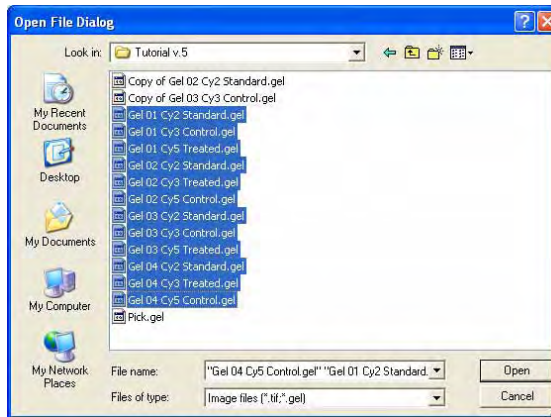 Open File Dialog
Look in:
Tutorial v.5
My Recent
Documents
Desktop
My Documents
My Computer
My Network
Places
Copy of Gel 02 Cy2 Standard.gel
Copy of Gel 03 Cy3 Control.gel
Gel 01 Cy2 Standard.gel
Gel 01 Cy3 Control.gel
Gel 01 Cy5 Treated.gel
Gel 02 Cy2 Standard.gel
Gel 02 Cy3 Treated.gel
Gel 02 Cy5 Control.gel
Gel 03 Cy2 Standard.gel
Gel 03 Cy3 Control.gel
Gel 03 Cy5 Treated.gel
Gel 04 Cy2 Standard.gel
Gel 04 Cy3 Treated.gel
Gel 04 Cy5 Control.gel
Pick.gel
File name:
"Gel 04 Cy5 Control.gel" "Gel 01 Cy2 Standard.
Open
Files of type:
Image files (*.tif;*.gel)
Cancel